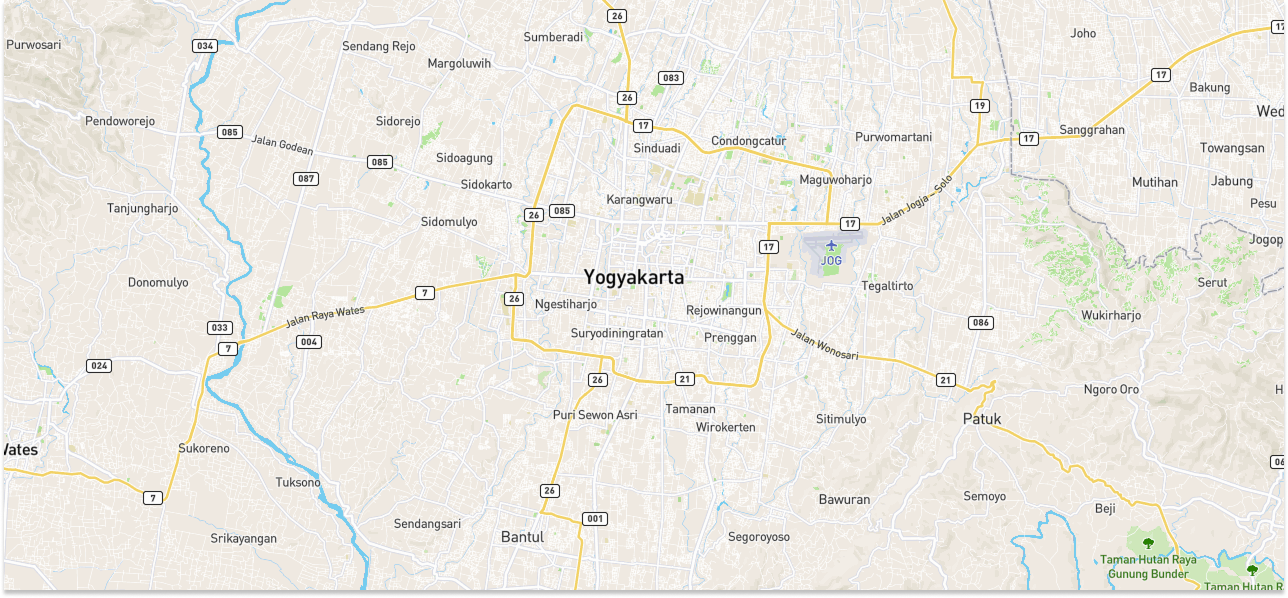 26
Purwosari
034
Sendang Rejo
Sumberadi
Joho
17
Margoluwih
083
17
Bakung
26
19
Pendoworejo
085
Sidorejo
17
Sinduadi
Condongcatur
Purwomartani
17
Sanggrahan
Jalan Godean
085
Sidoagung
Towangsan
087
Sidokarto
Maguwoharjo
Mutihan
Jabung
Jalan Jogja - Solo
Tanjungharjo
Sidomulyo
26
085
Karangwaru
17
Pesu
17
JOG
Jogop
Yogyakarta
Donomulyo
7
26
Ngestiharjo
Rejowinangun
Tegaltirto
Serut
Jalan Raya Wates
033
7
004
Suryodiningratan
Prenggan
Jalan Wonosari
086
Wukirharjo
024
26
21
21
Ngoro Oro
H
Puri Sewon Asri
Tamanan
Wirokerten
Sitimulyo
Patuk
Sukoreno
7
Tuksono
26
001
Bawuran
Semoyo
Beji
Srikayangan
Sendangsari
Bantul
Segoroyoso
Taman Hutan Raya
Gunung Bunder